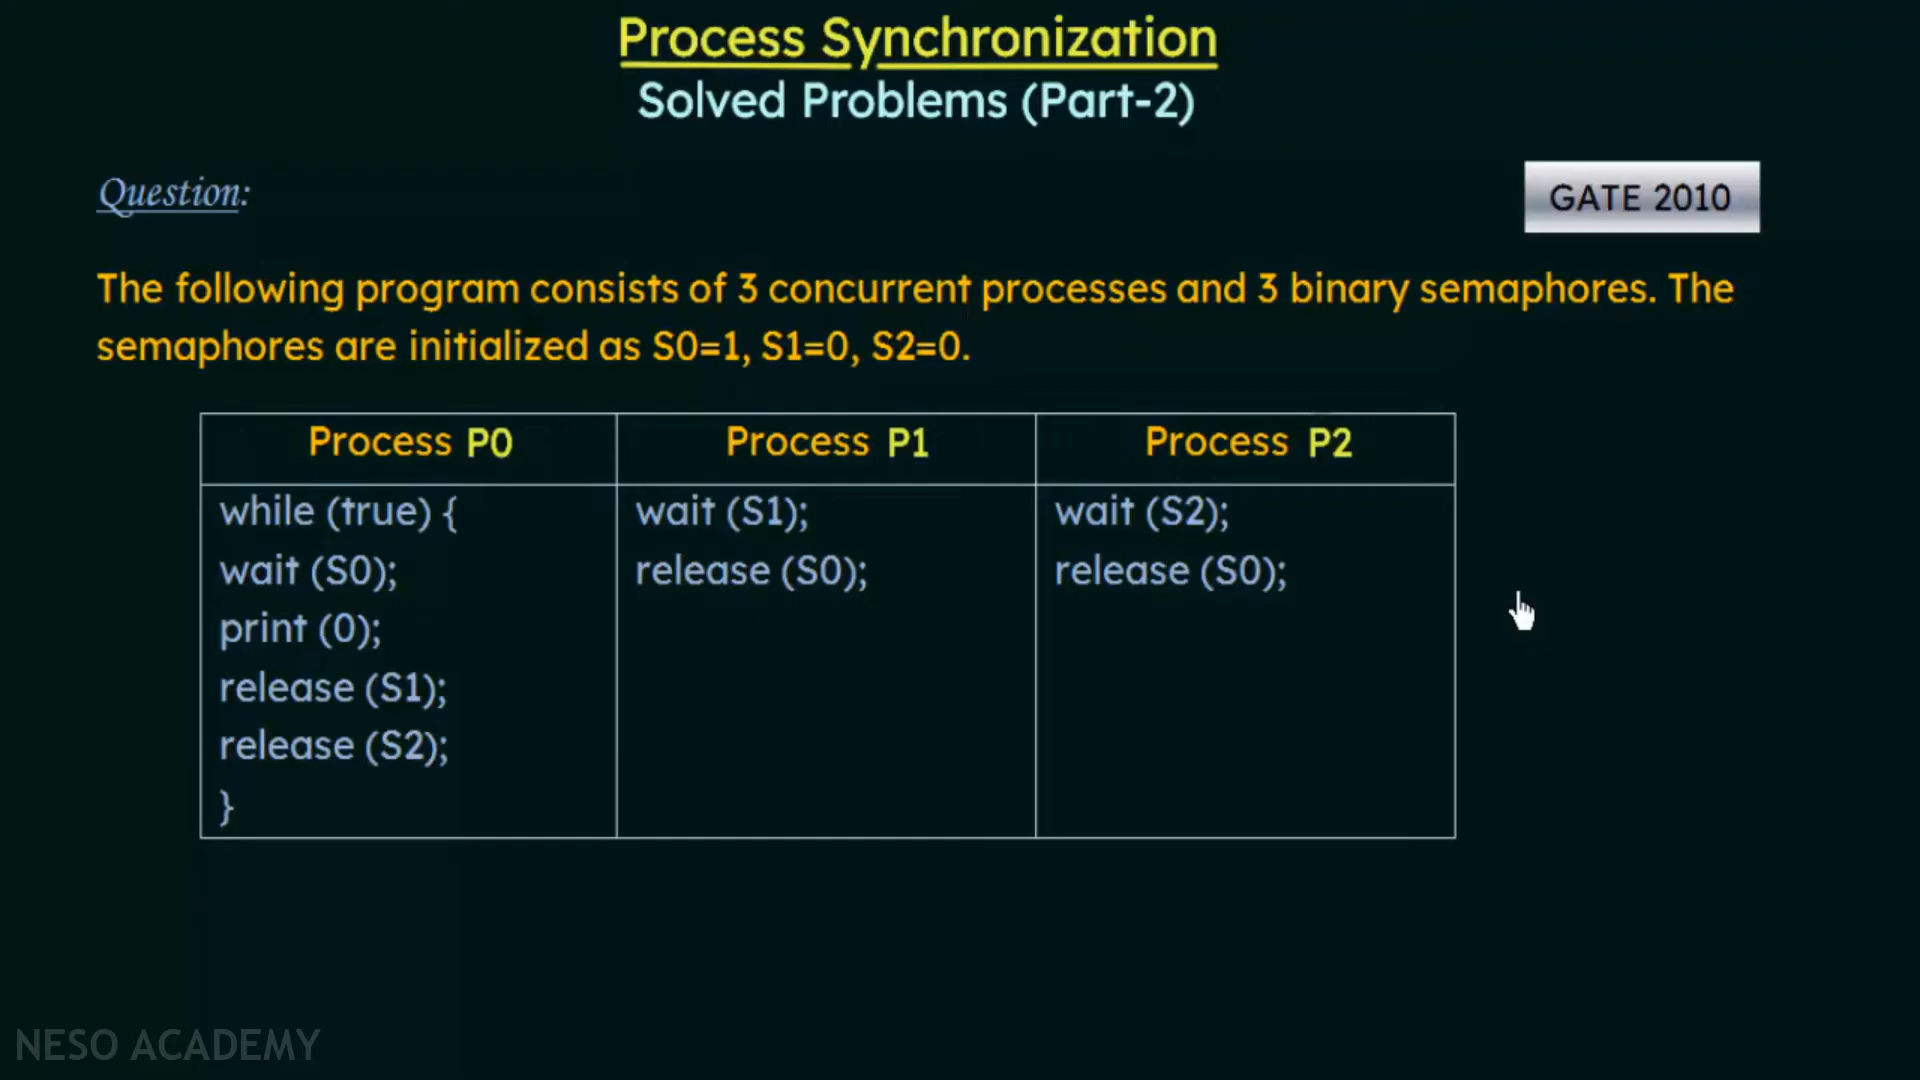 Process Synchronization
Solved Problems (Part-2)
Question:
GATE 2010
The following program consists of 3 concurrent processes and 3 binary semaphores. The
semaphores are initialized as S0=1, S1=0, S2=0.
Process P0
while (true) {
wait (S0);
print (0);
release (S1);
release (S2);
}
Process P1
wait (S1);
release (S0);
Process P2
wait (S2);
release (S0);
NESO ACADEMY